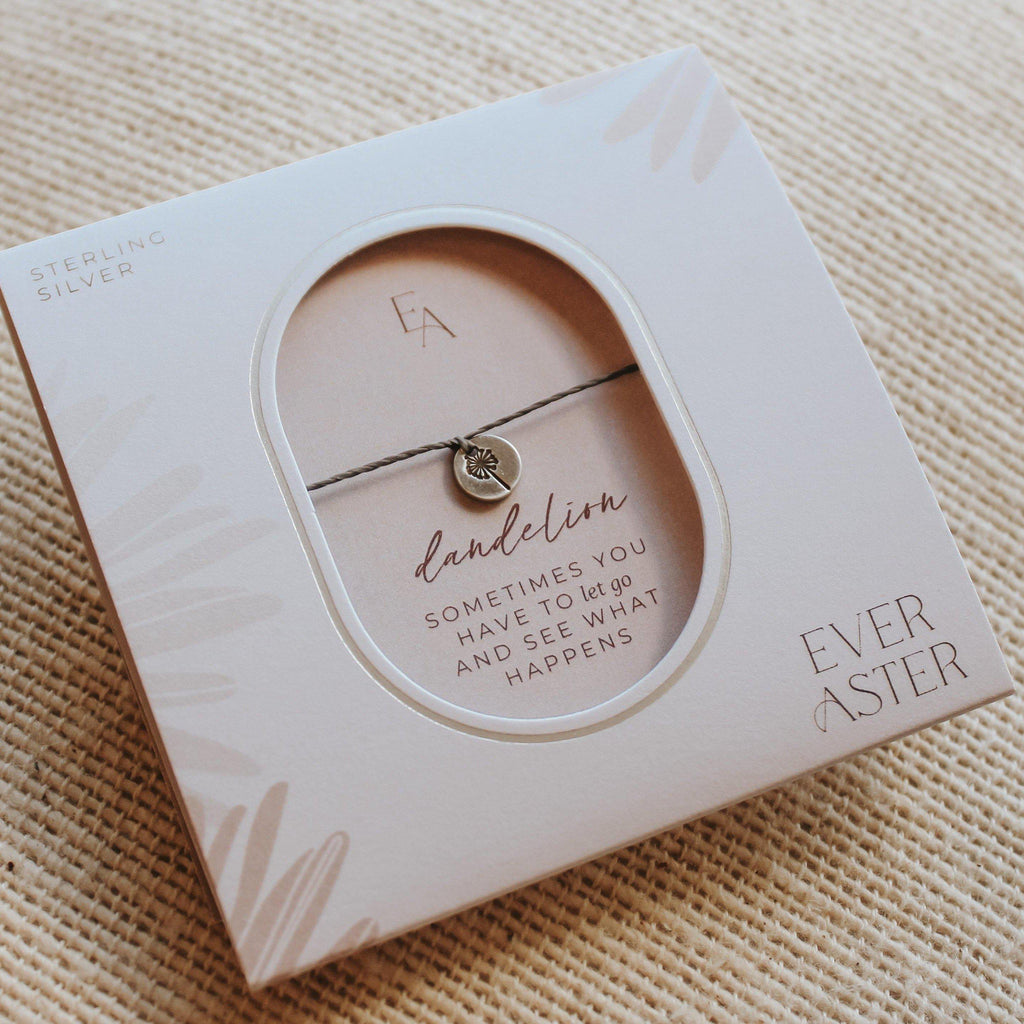 STERLING
SILVER
EA
dandelion
SOMETIMES YOU
HAVE TO let go
AND SEE WHAT
HAPPENS
EVER
ASTER